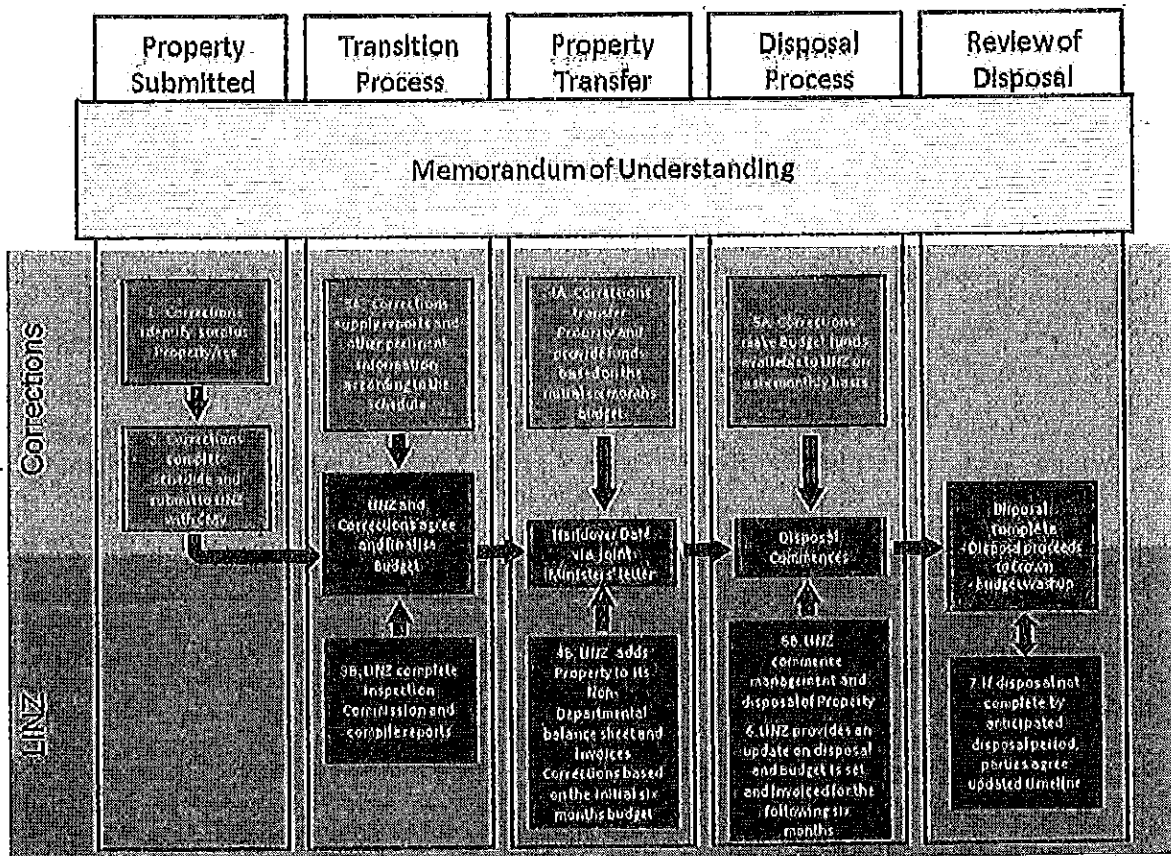 Property
Submitted
Transition
Process
Property
Transfer
Disposal
Process
Review of
Disposal
Memorandum of Understanding
Corrections
LINZ
1. Corrections
identify surplus
Property/ies
2. Corrections
complete
schedule and
submit to LINZ
with CMV
3A. Corrections
supply reports and
other pertinent
information
according to the
schedule
LINZ and
Corrections agree
and finalise
Budget
3B. LINZ complete
Inspection
Commission and
compile reports
4A. Corrections
transfer
Property and
provide funds
based on the
initial six months
budget
Handover Date
via Joint
Ministers' letter
4B. LINZ adds
Property to its Non-
Departmental
balance sheet and
Invoices
Corrections based
on the initial six
months budget
5A. Corrections
make Budget funds
available to LINZ on
a six monthly basis
Disposal
Commences
5B. LINZ
commence
management and
disposal of Property
6. LINZ provides an
update on disposal
and Budget is set
and Invoiced for the
following six
months
Disposal
complete
- Disposal proceeds
to Crown
- Budget wash up
7. If disposal not
complete by
anticipated
disposal period,
parties agree
updated timeline